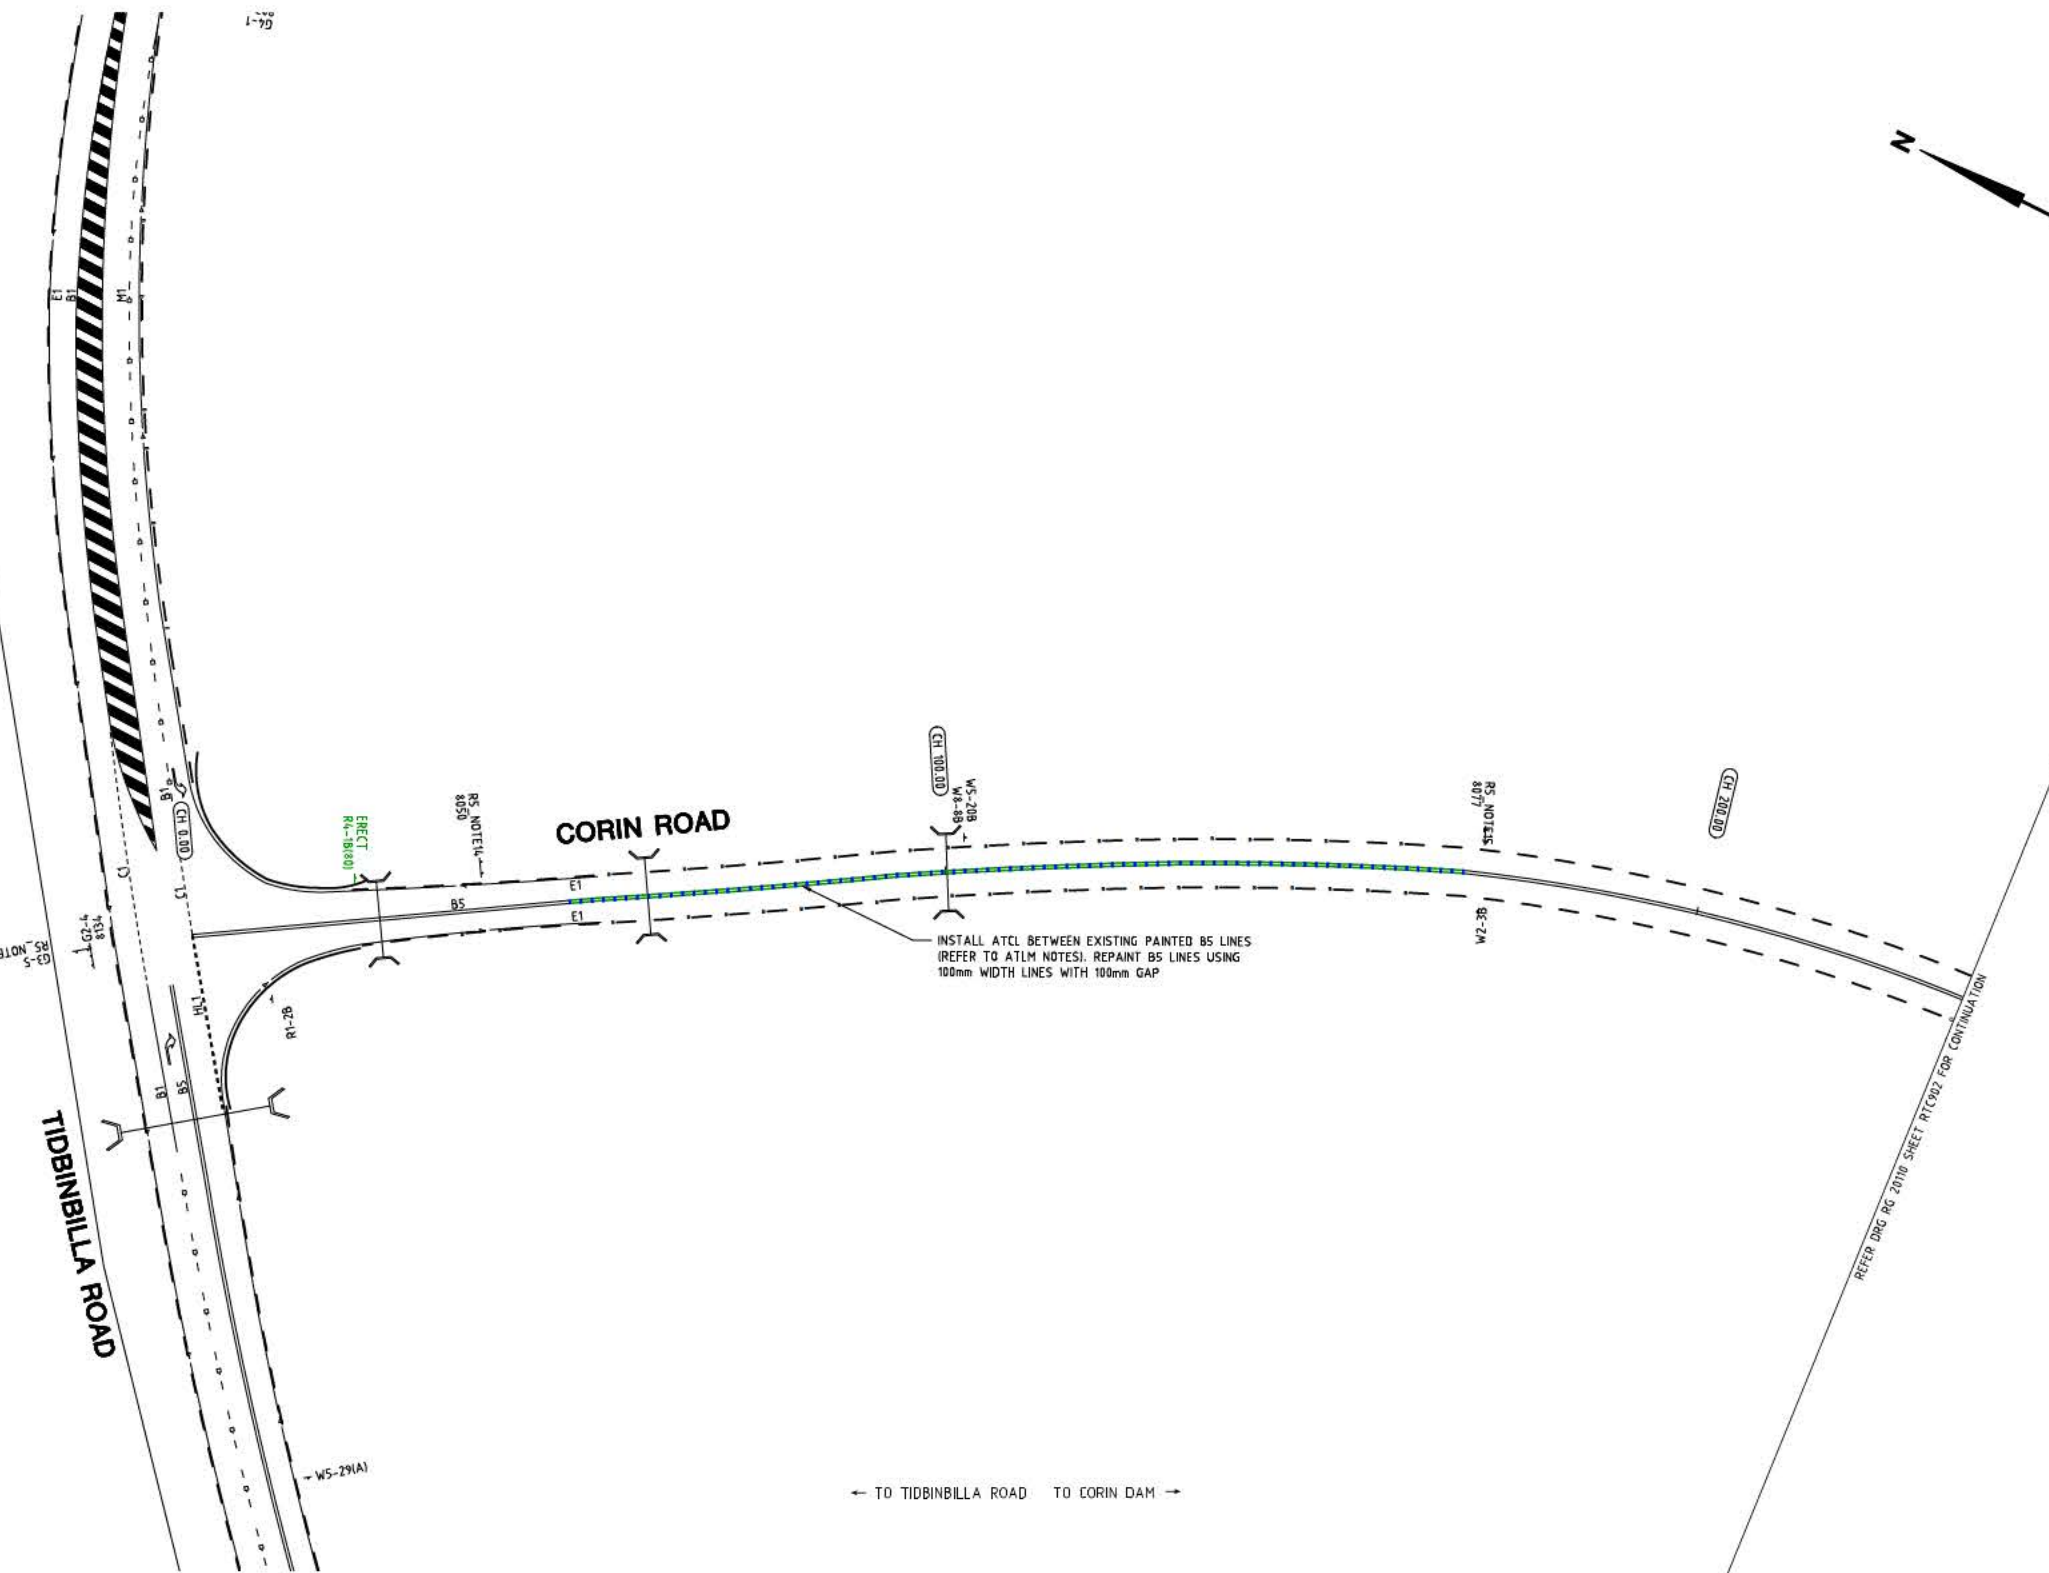 G4-1
N
E1
B1
M1
B1
CH 0.00
C1
L5
ERECT
R4-1B(80)
R5_NOTE14
8050
CORIN ROAD
E1
B5
E1
CH 100.00
W5-20B
W8-8B
R5_NOTE15
8077
CH 200.00
W2-3B
INSTALL ATCL BETWEEN EXISTING PAINTED B5 LINES
(REFER TO ATLM NOTES). REPAINT B5 LINES USING
100mm WIDTH LINES WITH 100mm GAP
G2-4
8134
G3-5
R5_NOTE
HL1
R1-2B
B1
B5
TIDBINBILLA ROAD
REFER DRG RG 20110 SHEET RTC902 FOR CONTINUATION
W5-29(A)
← TO TIDBINBILLA ROAD TO CORIN DAM →